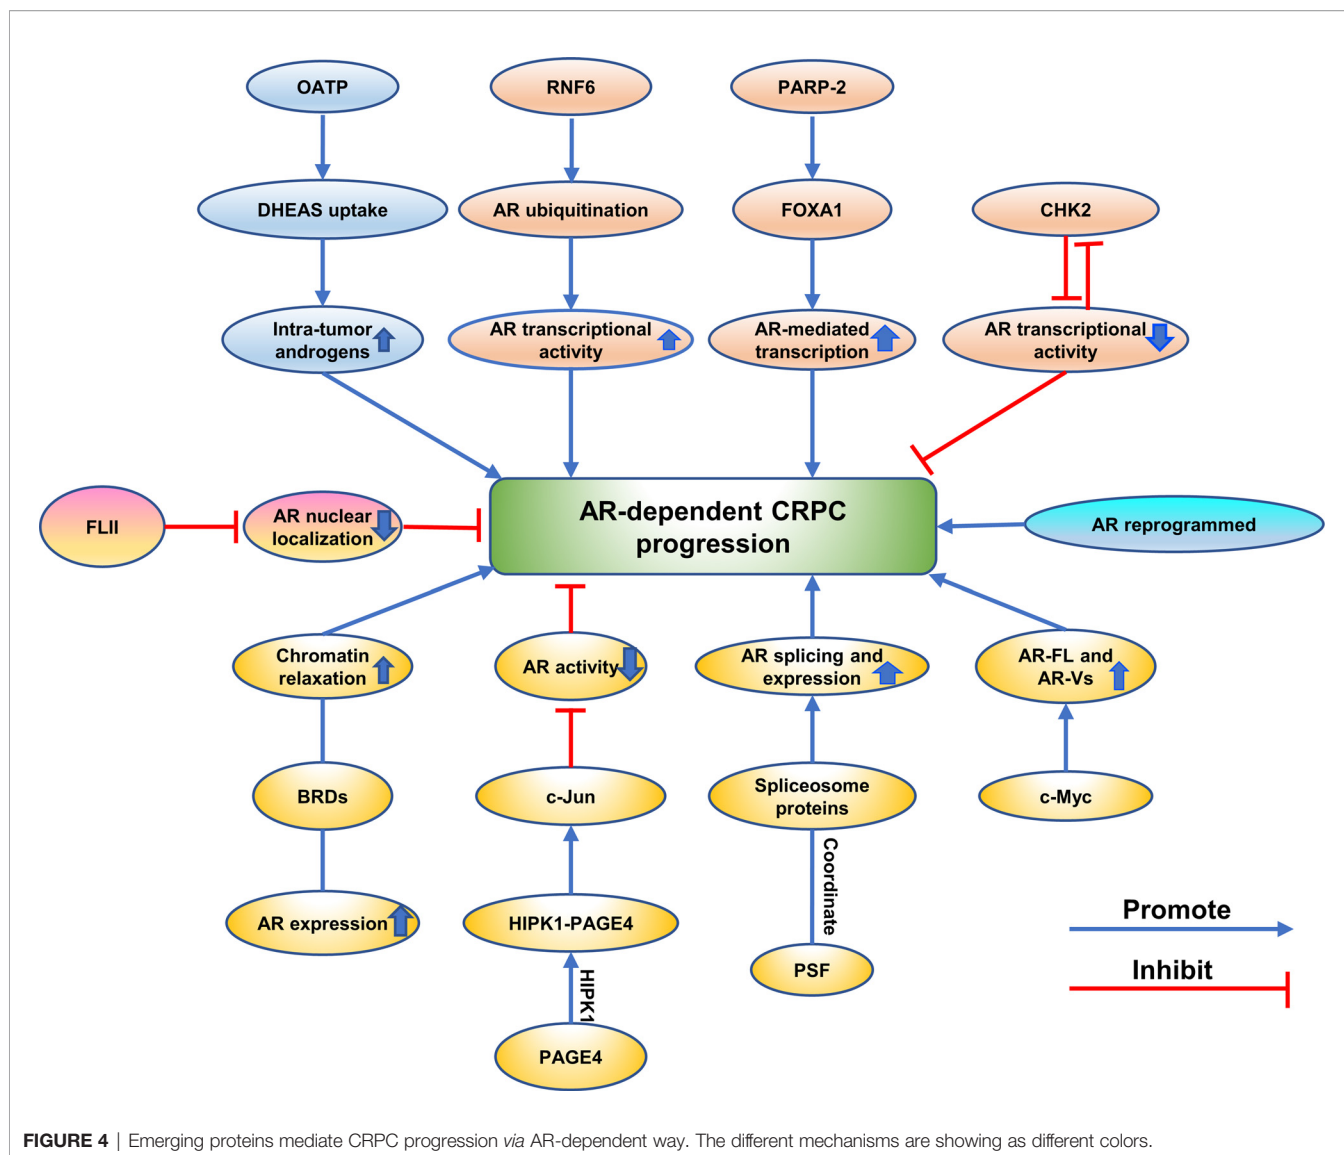 OATP
RNF6
PARP-2
DHEAS uptake
AR ubiquitination
FOXA1
CHK2
Intra-tumor
androgens
AR transcriptional
activity
AR-mediated
transcription
AR transcriptional
activity
FLII
AR nuclear
localization
AR-dependent CRPC
progression
AR reprogrammed
Chromatin
relaxation
AR activity
AR splicing and
expression
AR-FL and
AR-Vs
BRDs
c-Jun
Spliceosome
proteins
c-Myc
Coordinate
AR expression
HIPK1-PAGE4
PSF
HIPK1
PAGE4
Promote
Inhibit
FIGURE 4 | Emerging proteins mediate CRPC progression via AR-dependent way. The different mechanisms are showing as different colors.